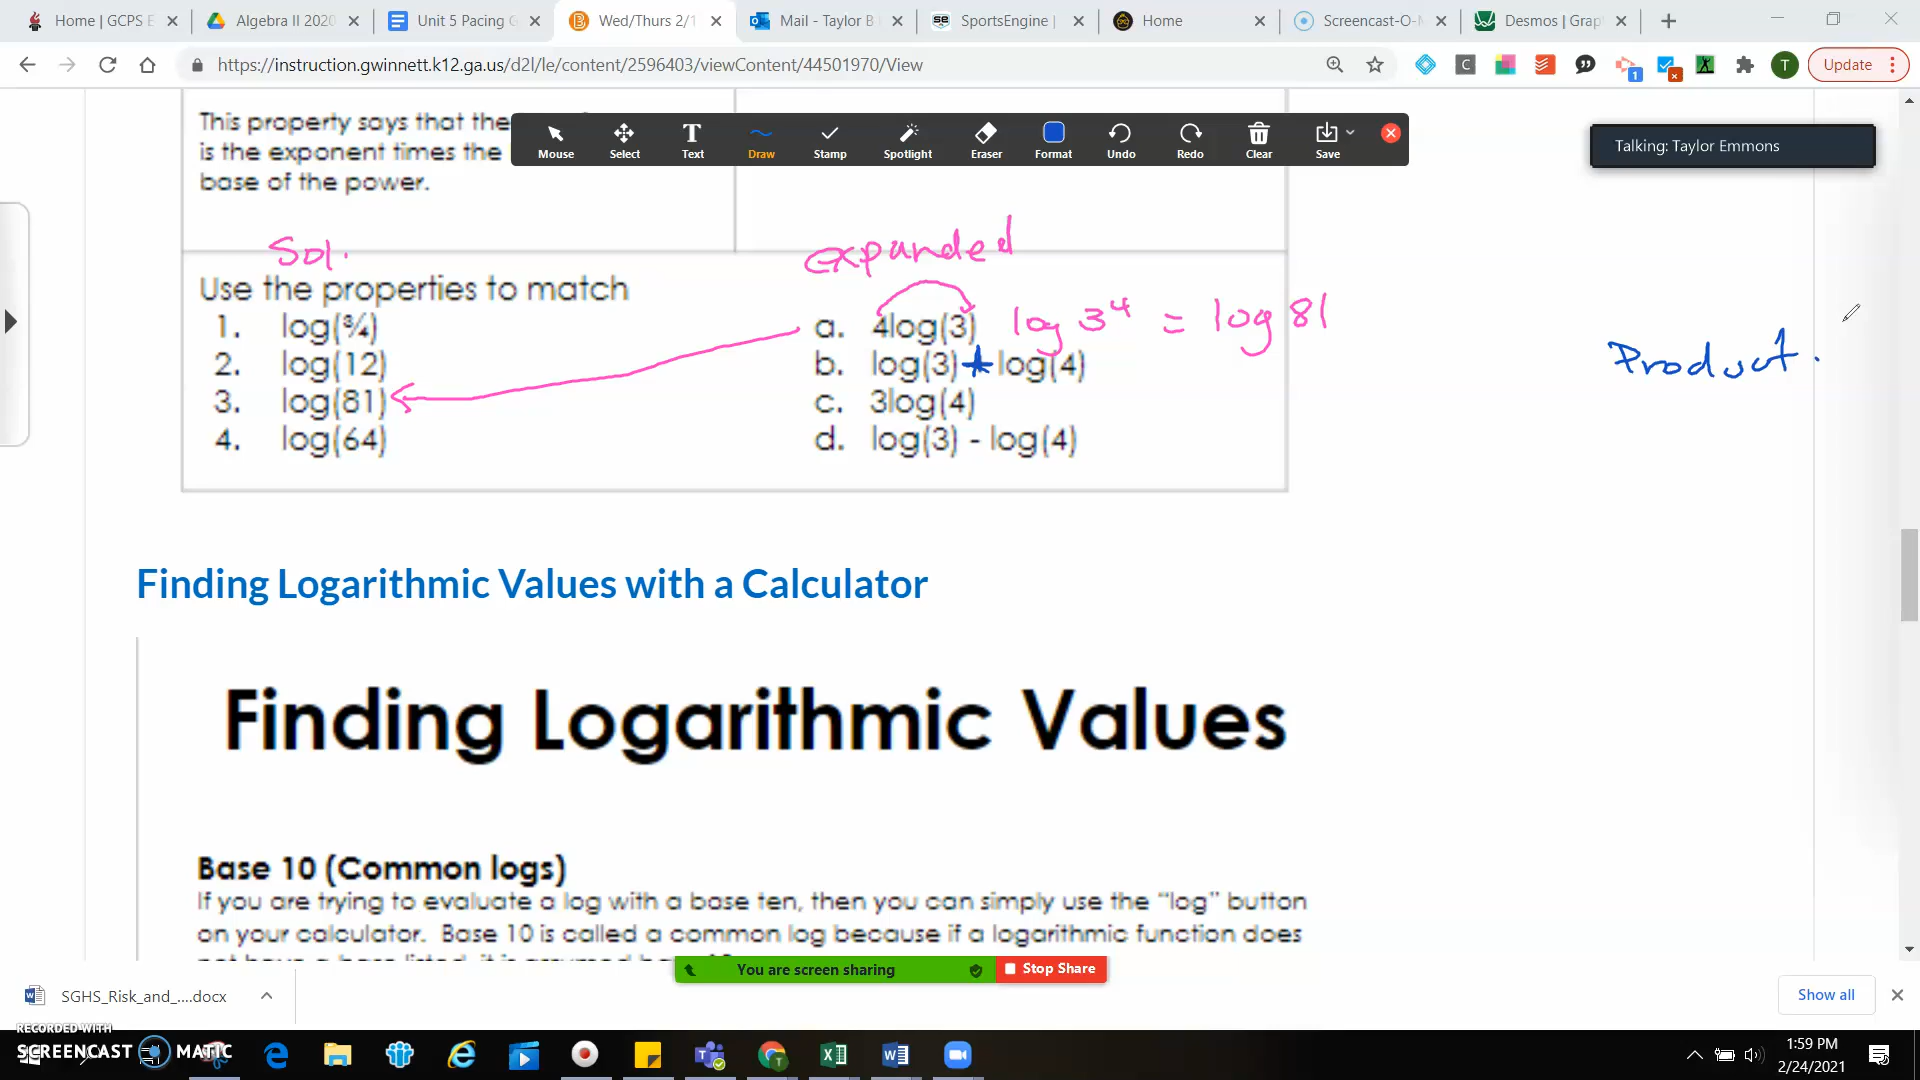 Home | GCPS E
Algebra II 2020
Unit 5 Pacing G
Wed/Thurs 2/1
Mail - Taylor B
SportsEngine |
Home
Screencast-O-M
Desmos | Grap
https://instruction.gwinnett.k12.ga.us/d2l/le/content/2596403/viewContent/44501970/View
Update
This property says that the
is the exponent times the
base of the power.
Mouse Select Text Draw Stamp Spotlight Eraser Format Undo Redo Clear Save
Talking: Taylor Emmons
Sol.
expanded
Use the properties to match
1. log(¾)
2. log(12)
3. log(81)
4. log(64)
a. 4log(3) log 3⁴ = log 81
b. log(3) + log(4)
c. 3log(4)
d. log(3) - log(4)
Product.
Finding Logarithmic Values with a Calculator
Finding Logarithmic Values
Base 10 (Common logs)
If you are trying to evaluate a log with a base ten, then you can simply use the "log" button
on your calculator. Base 10 is called a common log because if a logarithmic function does
You are screen sharing
Stop Share
SGHS_Risk_and_....docx
Show all
RECORDED WITH
SCREENCAST MATIC
1:59 PM
2/24/2021